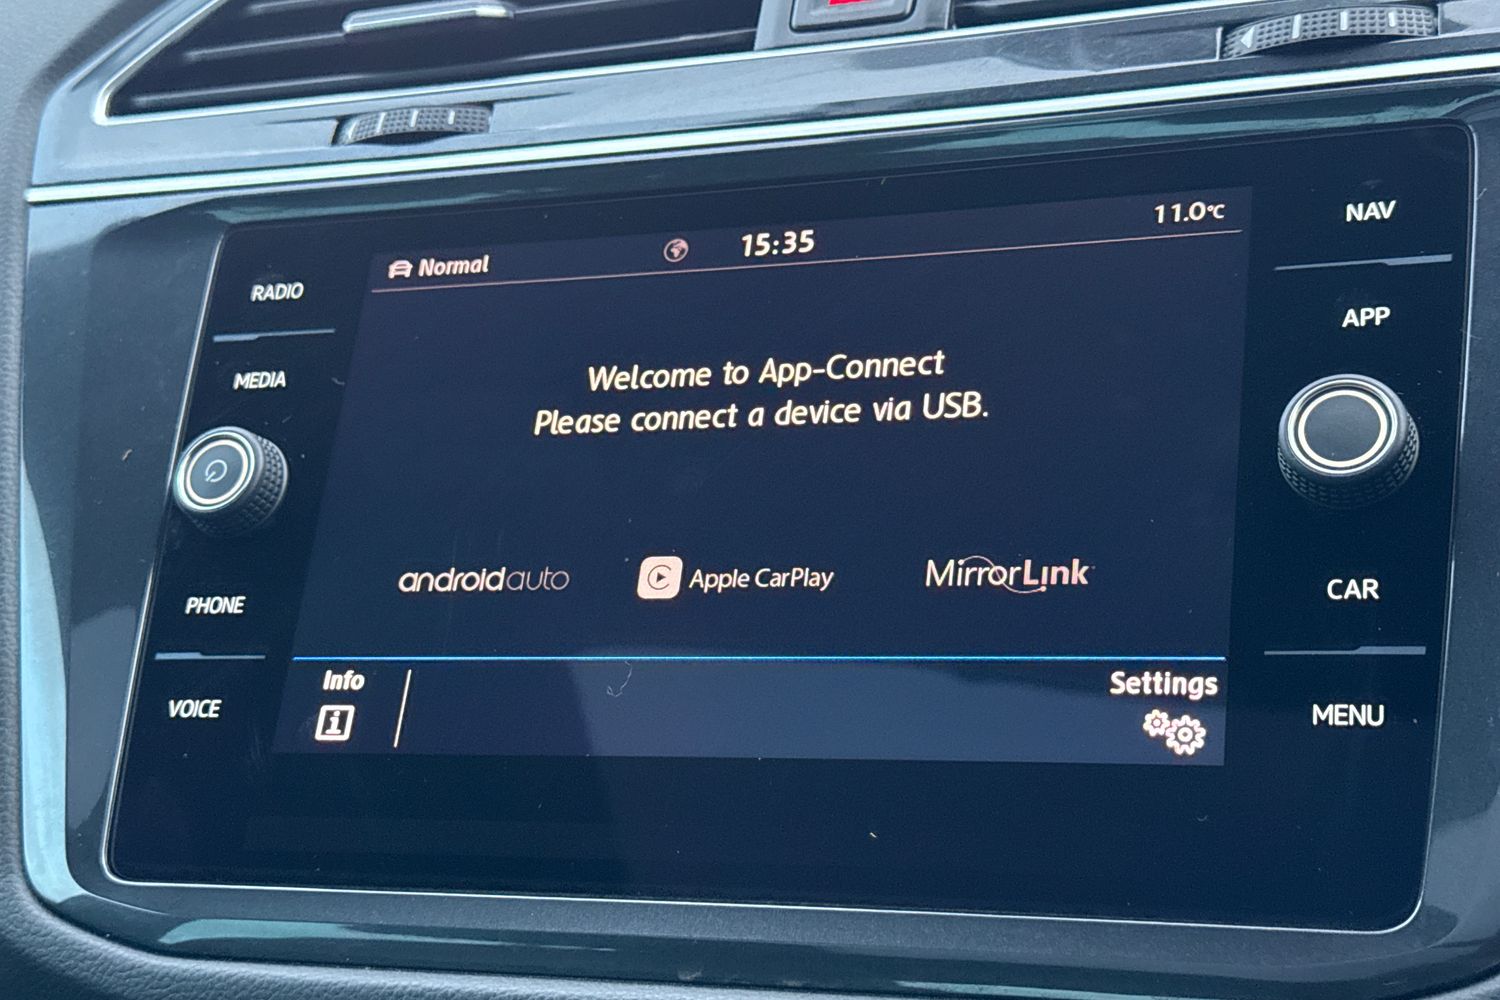 NAV
11.0°C
15:35
Normal
RADIO
APP
MEDIA
Welcome to App-Connect
Please connect a device via USB.
androidauto
Apple CarPlay
MirrorLink
PHONE
CAR
Info
Settings
VOICE
MENU